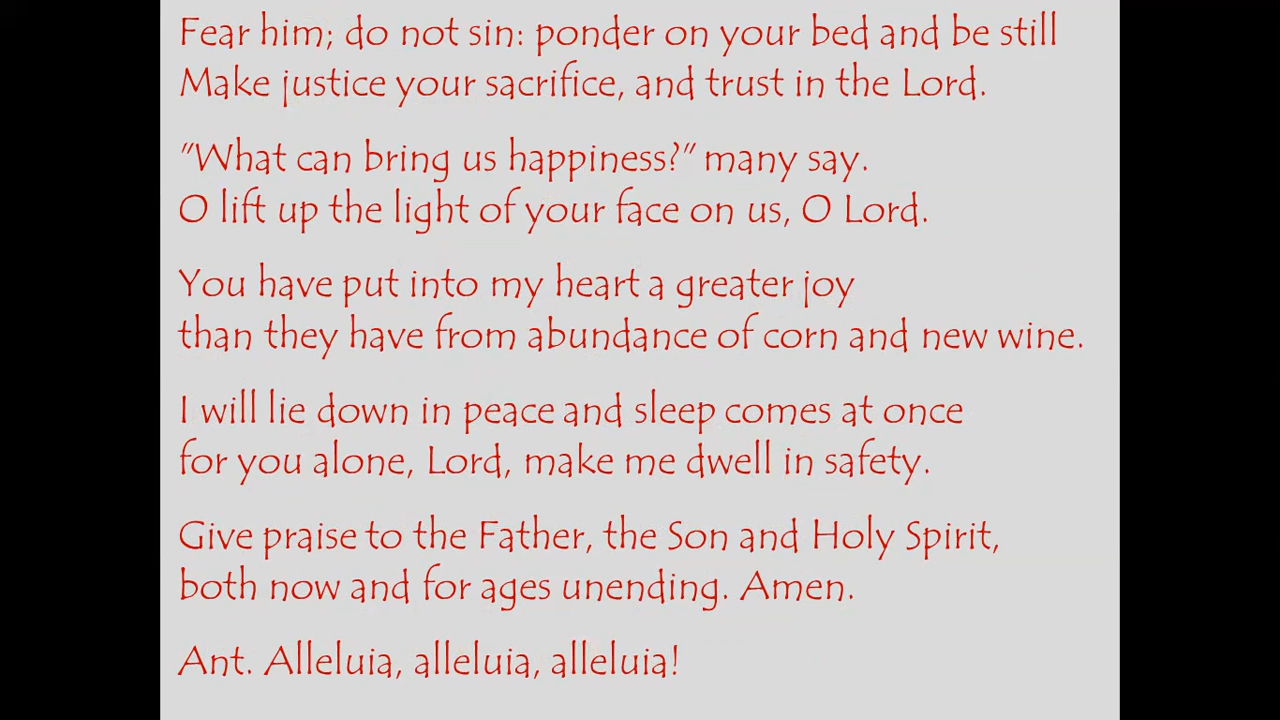 Fear him; do not sin: ponder on your bed and be still
Make justice your sacrifice, and trust in the Lord.
"What can bring us happiness?" many say.
O lift up the light of your face on us, O Lord.
You have put into my heart a greater joy
than they have from abundance of corn and new wine.
I will lie down in peace and sleep comes at once
for you alone, Lord, make me dwell in safety.
Give praise to the Father, the Son and Holy Spirit,
both now and for ages unending. Amen.
Ant. Alleluia, alleluia, alleluia!